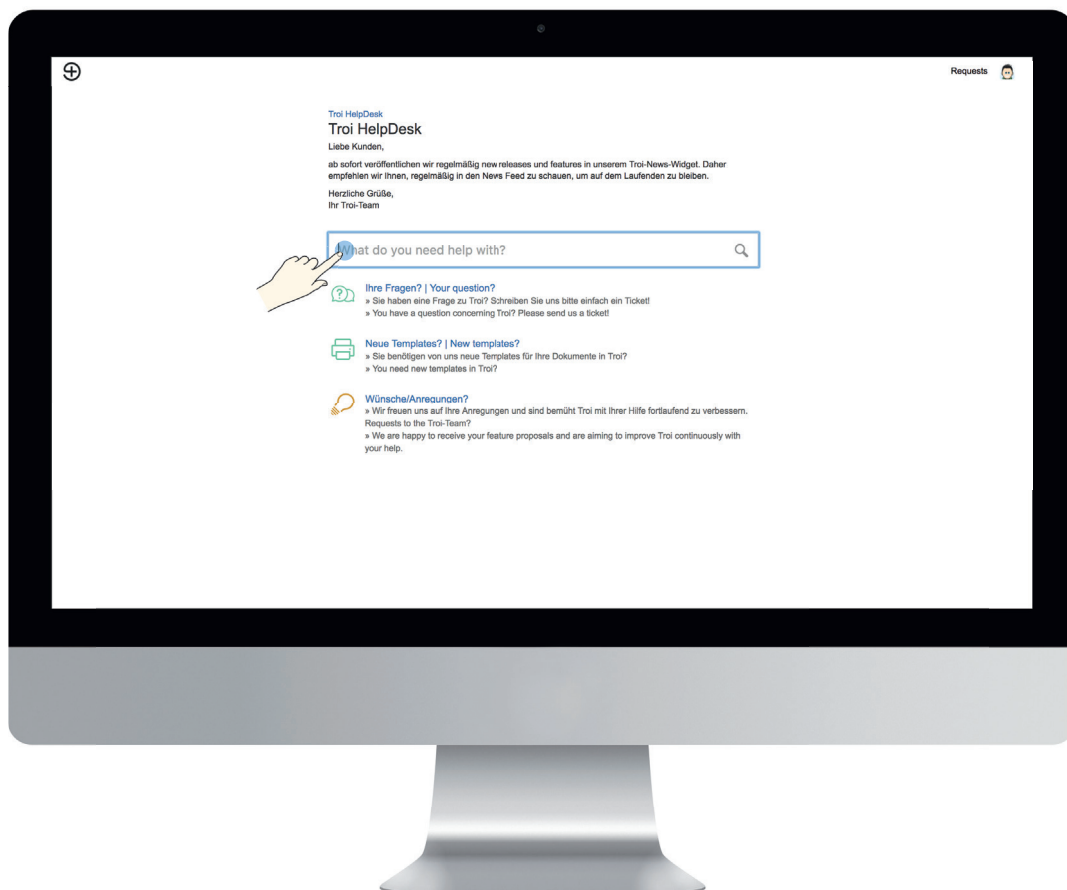 Requests
Troi HelpDesk
Troi HelpDesk
Liebe Kunden,
ab sofort veröffentlichen wir regelmäßig new releases and features in unserem Troi-News-Widget. Daher
empfehlen wir Ihnen, regelmäßig in den News Feed zu schauen, um auf dem Laufenden zu bleiben.
Herzliche Grüße,
Ihr Troi-Team
What do you need help with?
Ihre Fragen? | Your question?
» Sie haben eine Frage zu Troi? Schreiben Sie uns bitte einfach ein Ticket!
» You have a question concerning Troi? Please send us a ticket!
Neue Templates? | New templates?
» Sie benötigen von uns neue Templates für Ihre Dokumente in Troi?
» You need new templates in Troi?
Wünsche/Anregungen?
» Wir freuen uns auf Ihre Anregungen und sind bemüht Troi mit Ihrer Hilfe fortlaufend zu verbessern.
Requests to the Troi-Team?
» We are happy to receive your feature proposals and are aiming to improve Troi continuously with
your help.